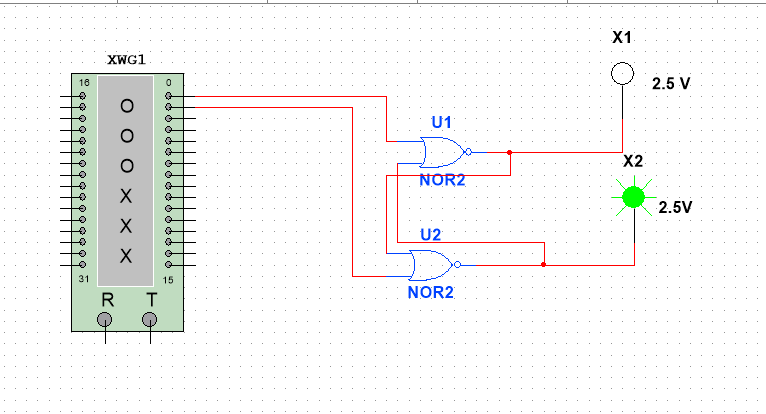 XWG1
16 0
O
O
O
X
X
X
31 15
R T
X1
2.5 V
U1
NOR2
X2
2.5V
U2
NOR2